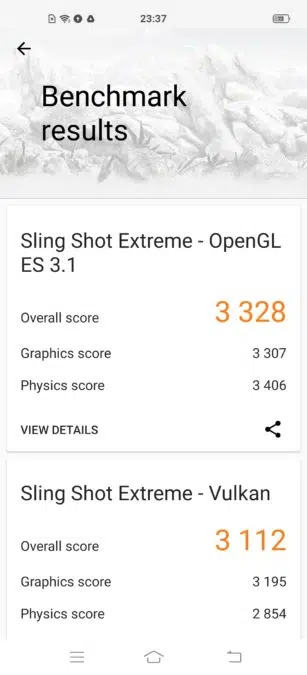 23:37
Benchmark
results
Sling Shot Extreme - OpenGL
ES 3.1
Overall score 3 328
Graphics score 3 307
Physics score 3 406
VIEW DETAILS
Sling Shot Extreme - Vulkan
Overall score 3 112
Graphics score 3 195
Physics score 2 854